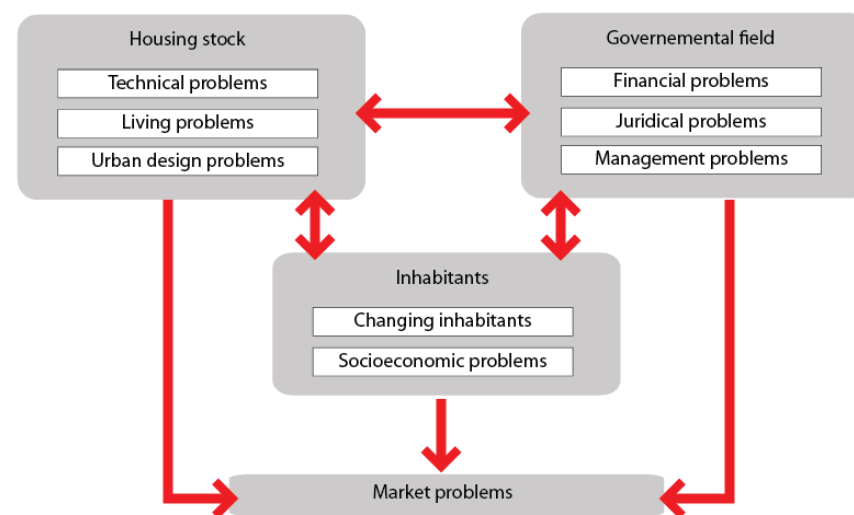 Housing stock
Technical problems
Living problems
Urban design problems
Governemental field
Financial problems
Juridical problems
Management problems
Inhabitants
Changing inhabitants
Socioeconomic problems
Market problems